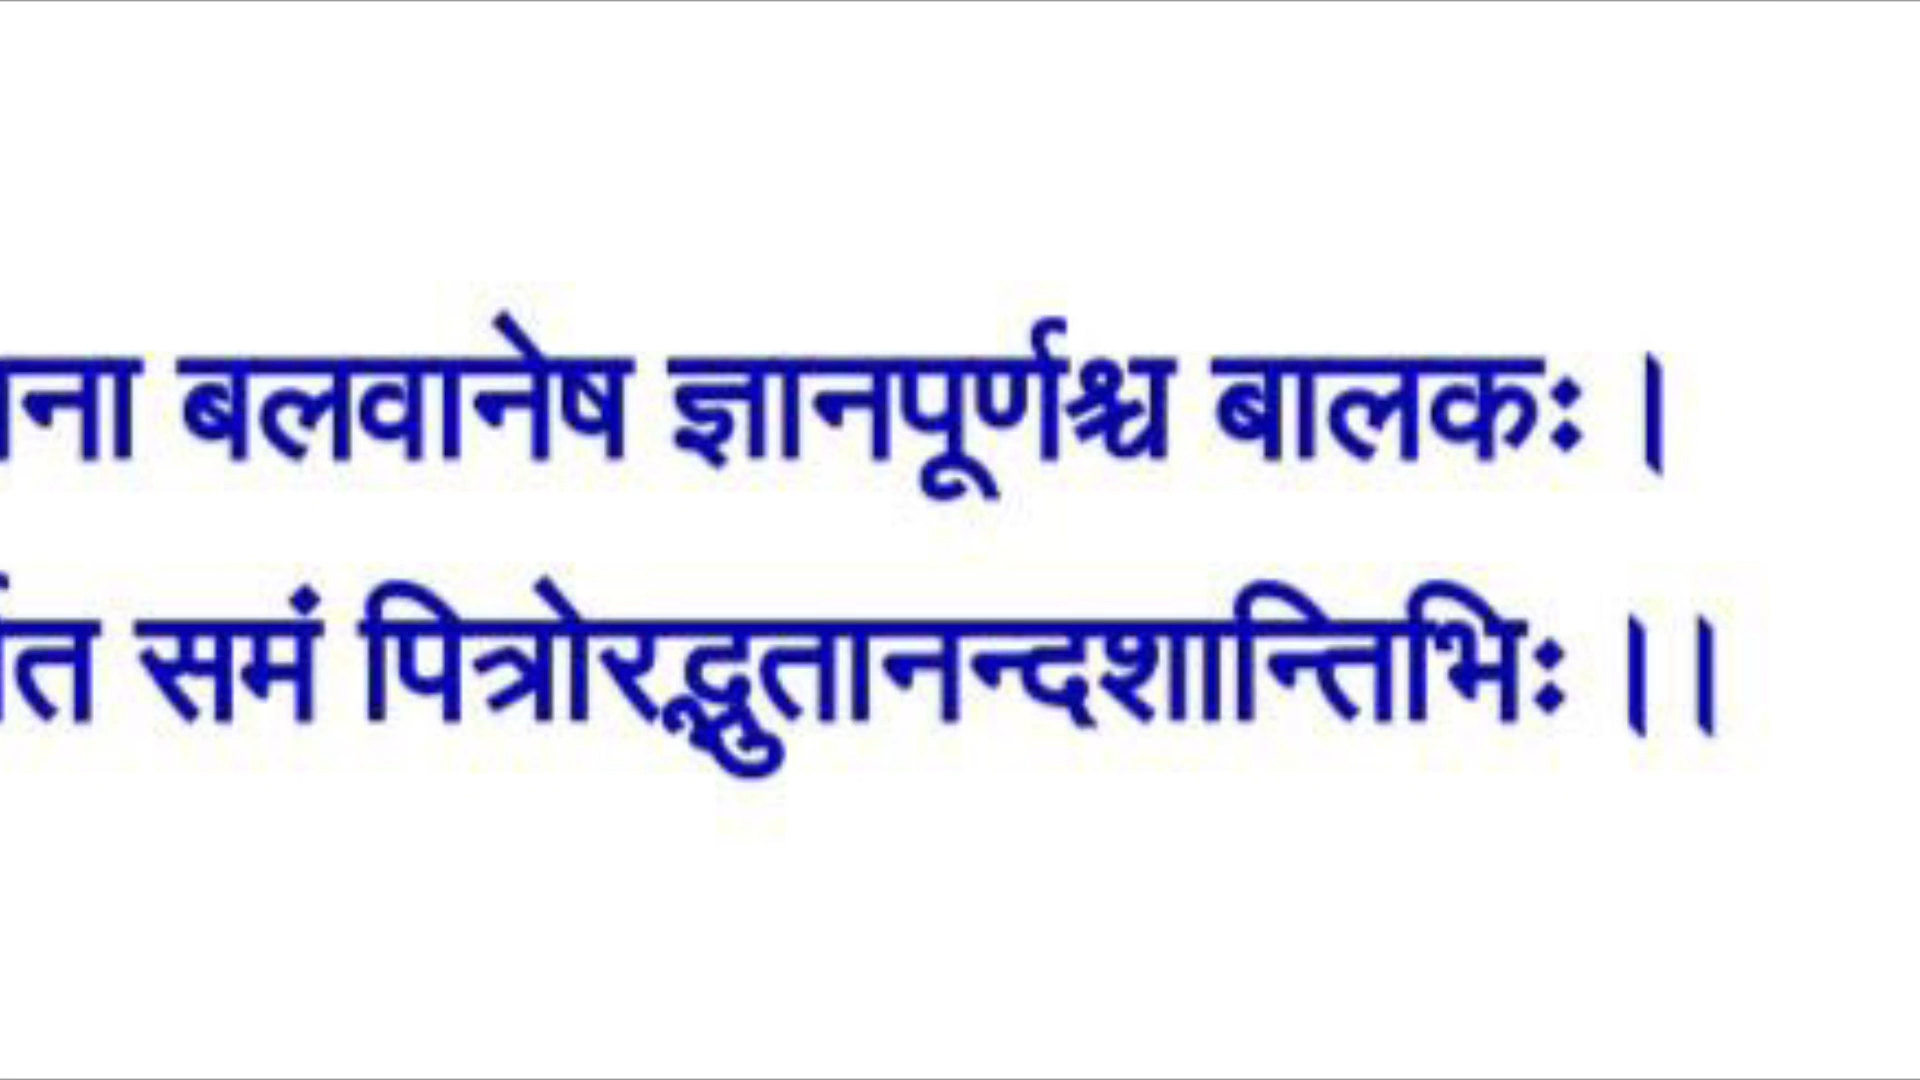 बलवानेष ज्ञानपूर्णश्च बालकः ।
समं पित्रोरद्भुतानन्दशान्तिभिः ।।